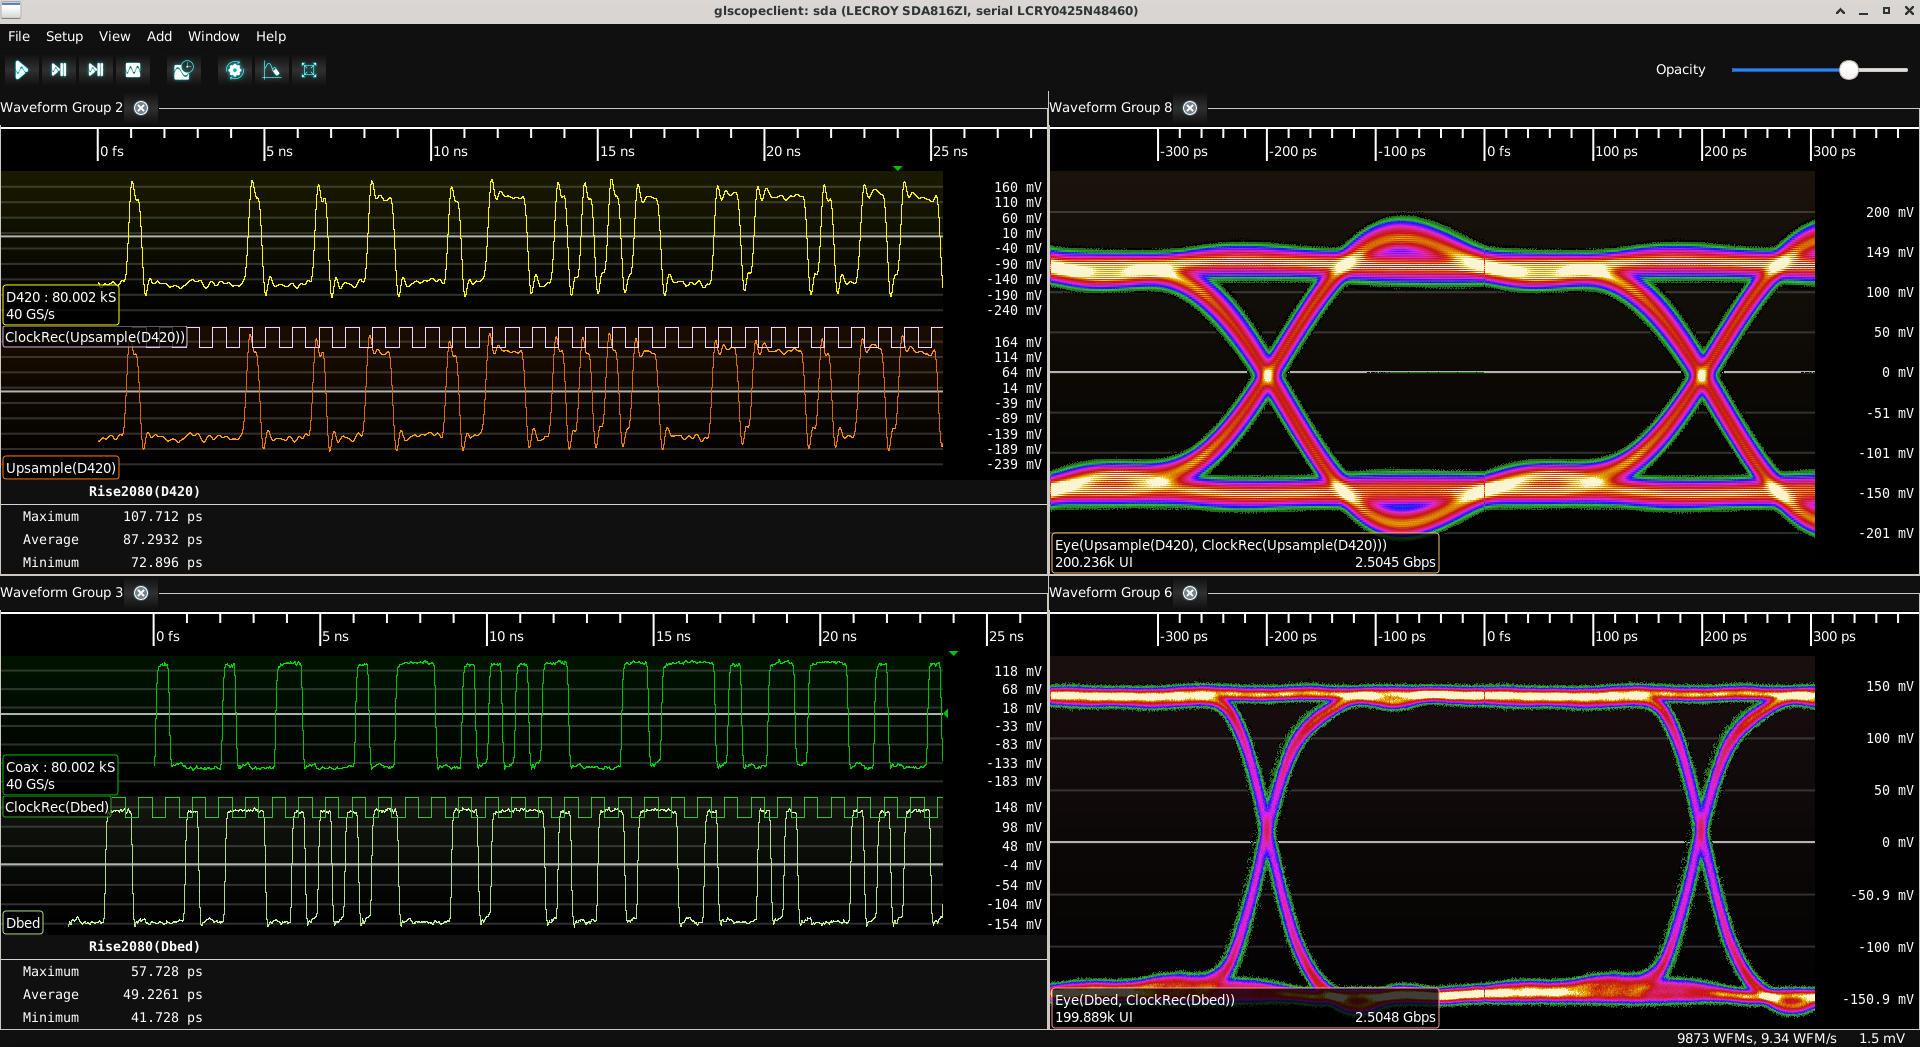 glscopeclient: sda (LECROY SDA816ZI, serial LCRY0425N48460)
File Setup View Add Window Help
Opacity
Waveform Group 2
0 fs 5 ns 10 ns 15 ns 20 ns 25 ns
160 mV
110 mV
60 mV
10 mV
-40 mV
-90 mV
-140 mV
-190 mV
-240 mV
D420 : 80.002 kS
40 GS/s
ClockRec(Upsample(D420))
164 mV
114 mV
64 mV
14 mV
-39 mV
-89 mV
-139 mV
-189 mV
-239 mV
Upsample(D420)
Rise2080(D420)
Maximum 107.712 ps
Average 87.2932 ps
Minimum 72.896 ps
Waveform Group 8
-300 ps -200 ps -100 ps 0 fs 100 ps 200 ps 300 ps
200 mV
149 mV
100 mV
50 mV
0 mV
-51 mV
-101 mV
-150 mV
-201 mV
Eye(Upsample(D420), ClockRec(Upsample(D420)))
200.236k UI 2.5045 Gbps
Waveform Group 3
0 fs 5 ns 10 ns 15 ns 20 ns 25 ns
118 mV
68 mV
18 mV
-33 mV
-83 mV
-133 mV
-183 mV
Coax : 80.002 kS
40 GS/s
ClockRec(Dbed)
148 mV
98 mV
48 mV
-4 mV
-54 mV
-104 mV
-154 mV
Dbed
Rise2080(Dbed)
Maximum 57.728 ps
Average 49.2261 ps
Minimum 41.728 ps
Waveform Group 6
-300 ps -200 ps -100 ps 0 fs 100 ps 200 ps 300 ps
150 mV
100 mV
50 mV
0 mV
-50.9 mV
-100 mV
-150.9 mV
Eye(Dbed, ClockRec(Dbed))
199.889k UI 2.5048 Gbps
9873 WFMs, 9.34 WFM/s 1.5 mV